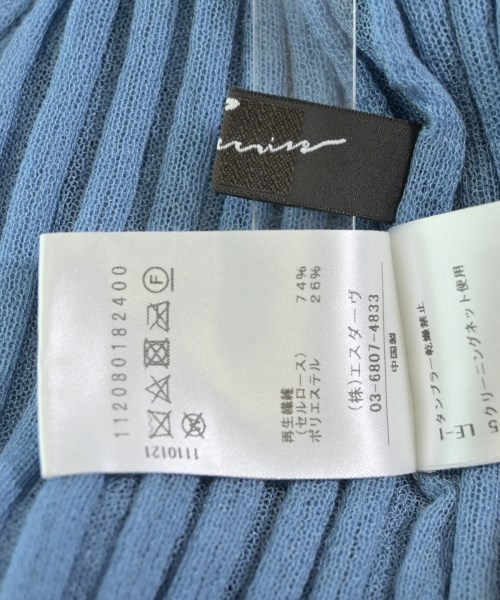 112080182400
F
1110121
再生繊維
(セルロース) 74%
ポリエステル 26%
(株)エスダーヴ
03-6807-4833
中国製
タンブラー乾燥禁止
クリーニングネット使用